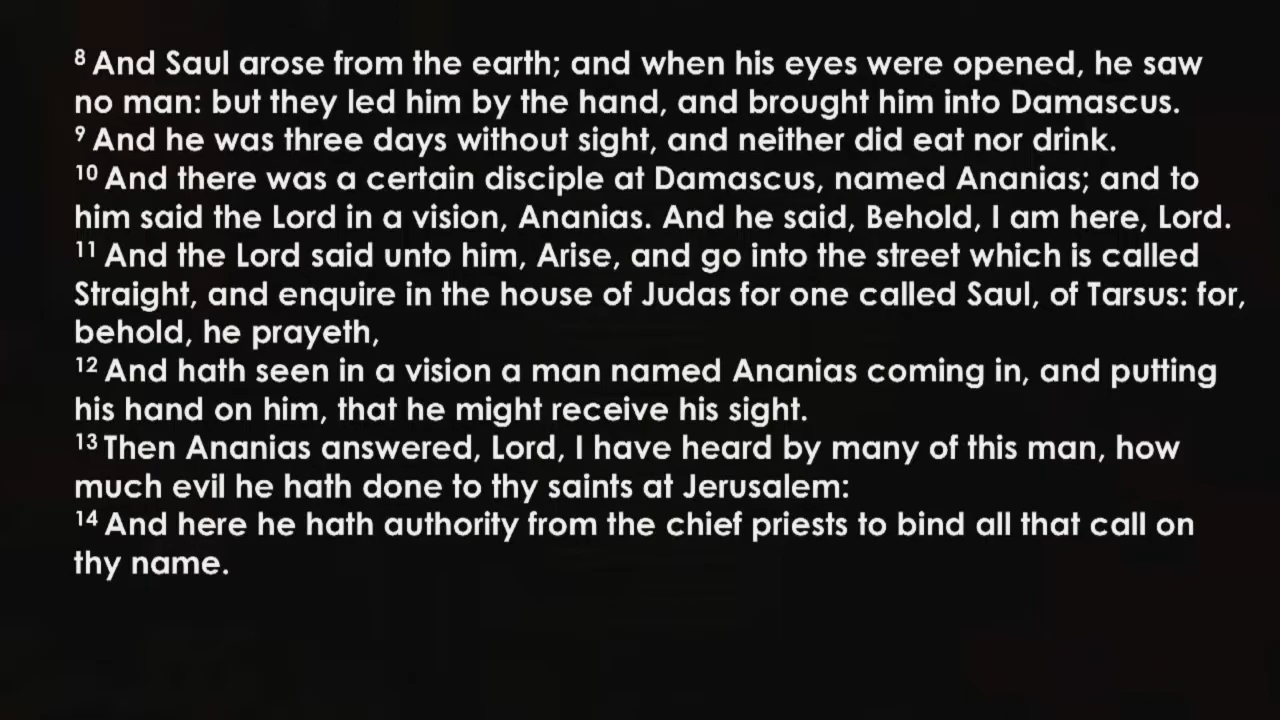 8 And Saul arose from the earth; and when his eyes were opened, he saw
no man: but they led him by the hand, and brought him into Damascus.
9 And he was three days without sight, and neither did eat nor drink.
10 And there was a certain disciple at Damascus, named Ananias; and to
him said the Lord in a vision, Ananias. And he said, Behold, I am here, Lord.
11 And the Lord said unto him, Arise, and go into the street which is called
Straight, and enquire in the house of Judas for one called Saul, of Tarsus: for,
behold, he prayeth,
12 And hath seen in a vision a man named Ananias coming in, and putting
his hand on him, that he might receive his sight.
13 Then Ananias answered, Lord, I have heard by many of this man, how
much evil he hath done to thy saints at Jerusalem:
14 And here he hath authority from the chief priests to bind all that call on
thy name.